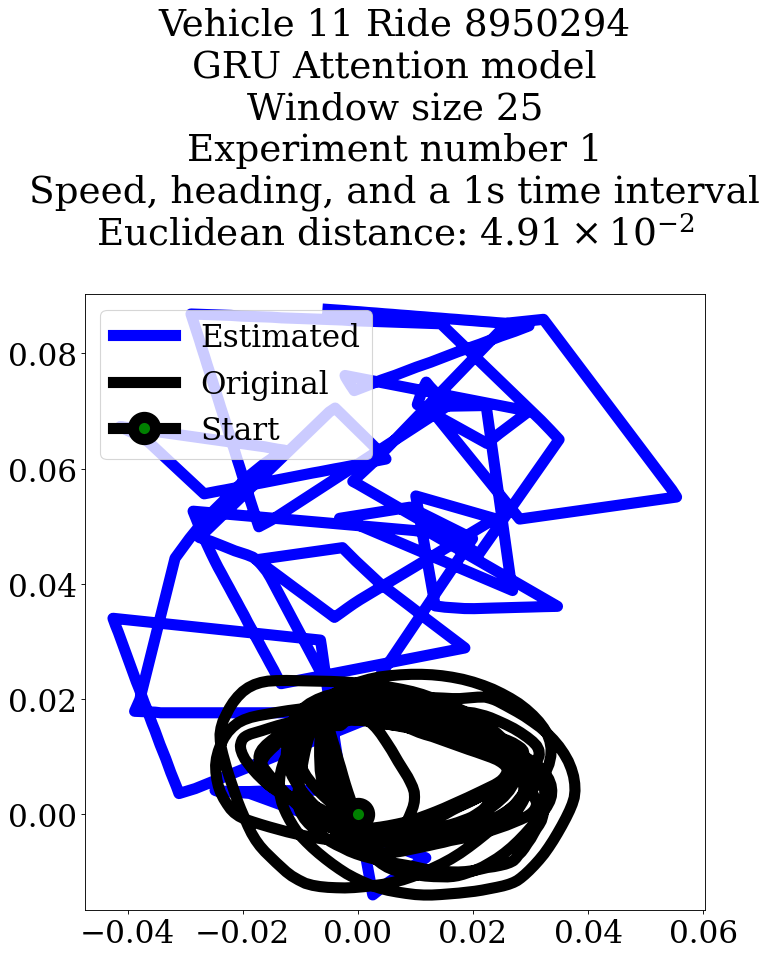 Vehicle 11 Ride 8950294
GRU Attention model
Window size 25
Experiment number 1
Speed, heading, and a 1s time interval
Euclidean distance: 4.91 × 10⁻²
Estimated
Original
Start
0.08
0.06
0.04
0.02
0.00
−0.04 −0.02 0.00 0.02 0.04 0.06